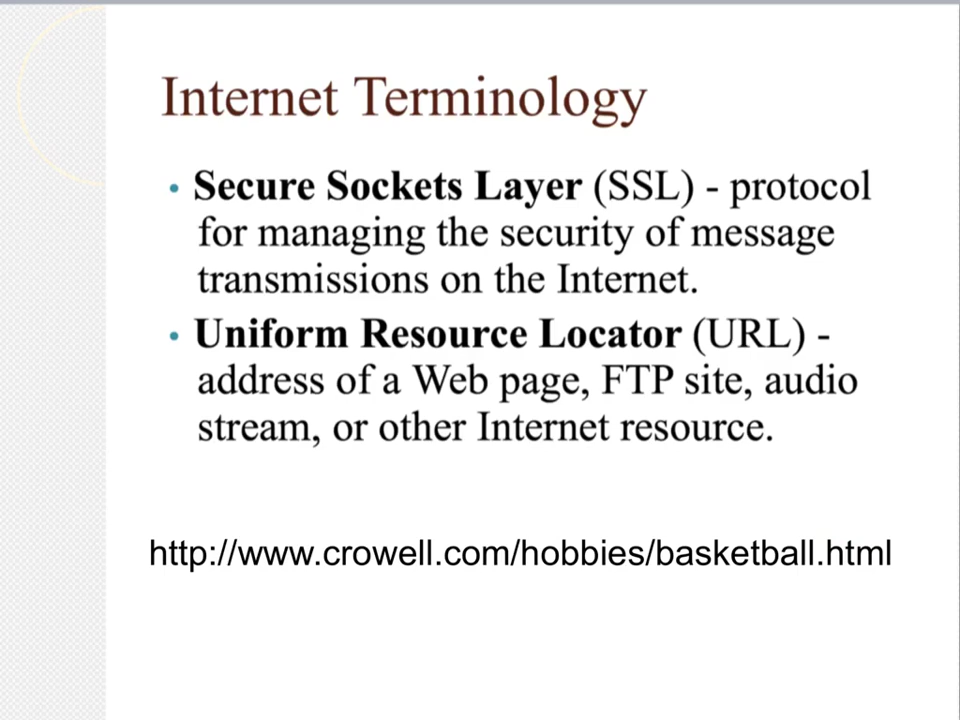 Internet Terminology
• Secure Sockets Layer (SSL) - protocol
for managing the security of message
transmissions on the Internet.
• Uniform Resource Locator (URL) -
address of a Web page, FTP site, audio
stream, or other Internet resource.
http://www.crowell.com/hobbies/basketball.html